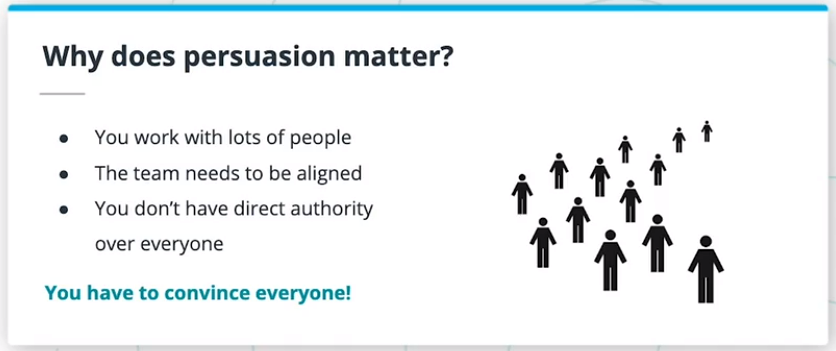 Why does persuasion matter?
● You work with lots of people
● The team needs to be aligned
● You don't have direct authority
over everyone
You have to convince everyone!